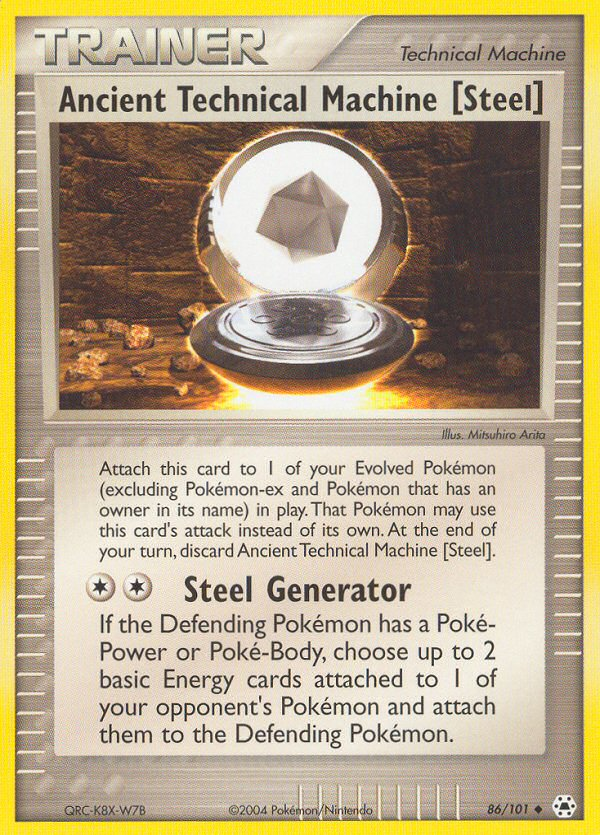 TRAINER
Technical Machine
Ancient Technical Machine [Steel]
Illus. Mitsuhiro Arita
Attach this card to 1 of your Evolved Pokémon
(excluding Pokémon-ex and Pokémon that has an
owner in its name) in play. That Pokémon may use
this card's attack instead of its own. At the end of
your turn, discard Ancient Technical Machine [Steel].
Steel Generator
If the Defending Pokémon has a Poké-
Power or Poké-Body, choose up to 2
basic Energy cards attached to 1 of
your opponent's Pokémon and attach
them to the Defending Pokémon.
QRC-K8X-W7B
©2004 Pokémon/Nintendo
86/101